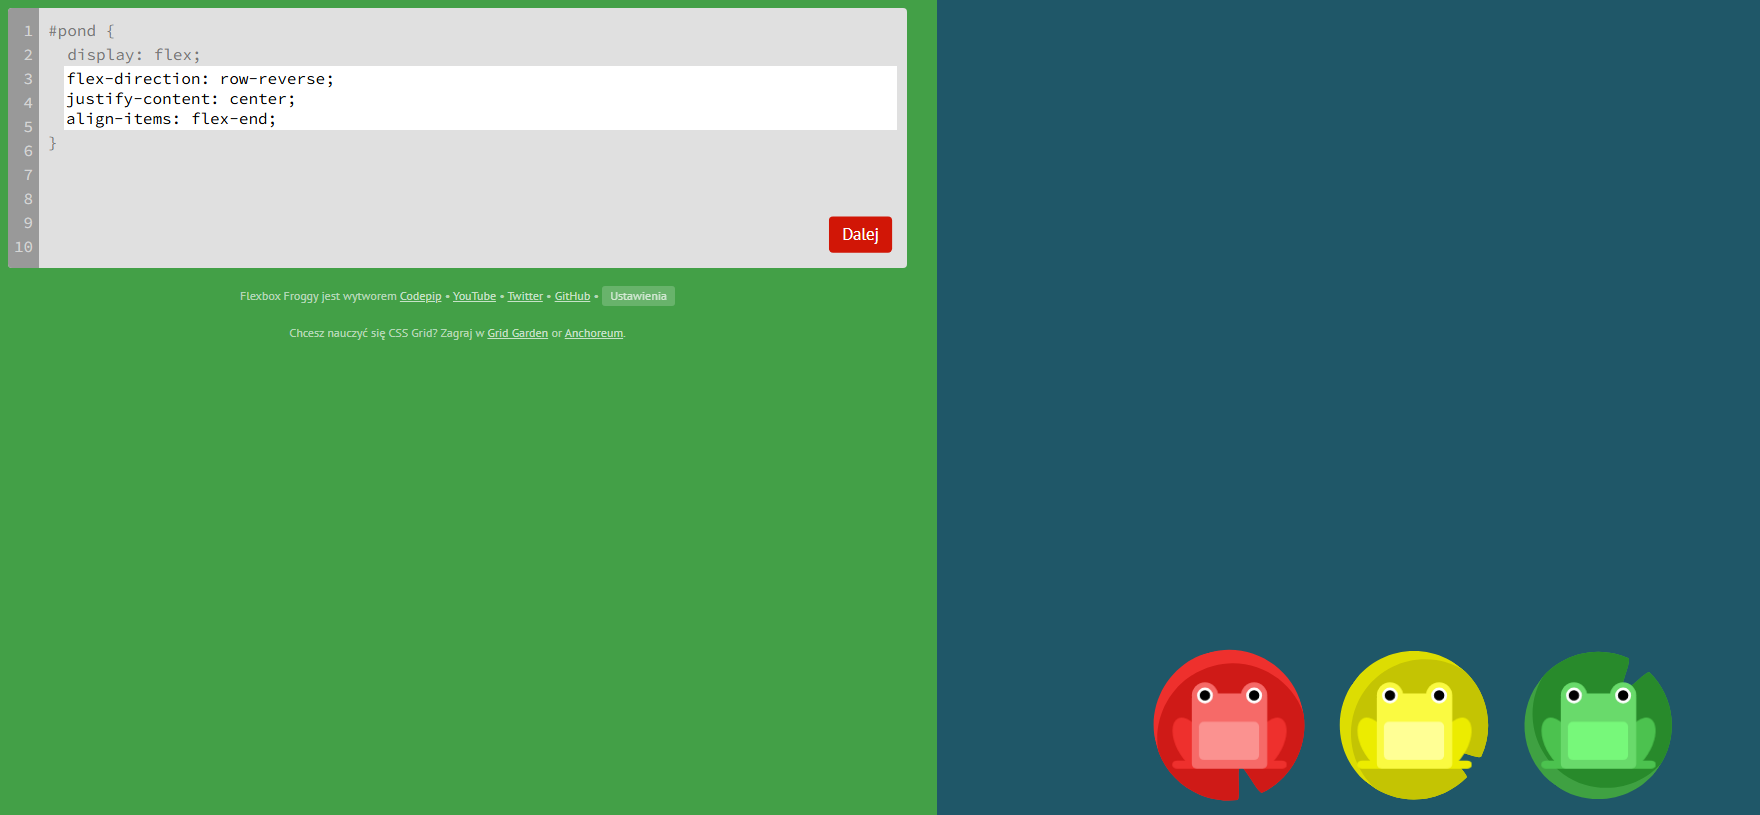 1 #pond {
2 display: flex;
3 flex-direction: row-reverse;
4 justify-content: center;
5 align-items: flex-end;
6 }
7
8
9
10
Dalej
Flexbox Froggy jest wytworem Codepip • YouTube • Twitter • GitHub • Ustawienia
Chcesz nauczyć się CSS Grid? Zagraj w Grid Garden or Anchoreum.